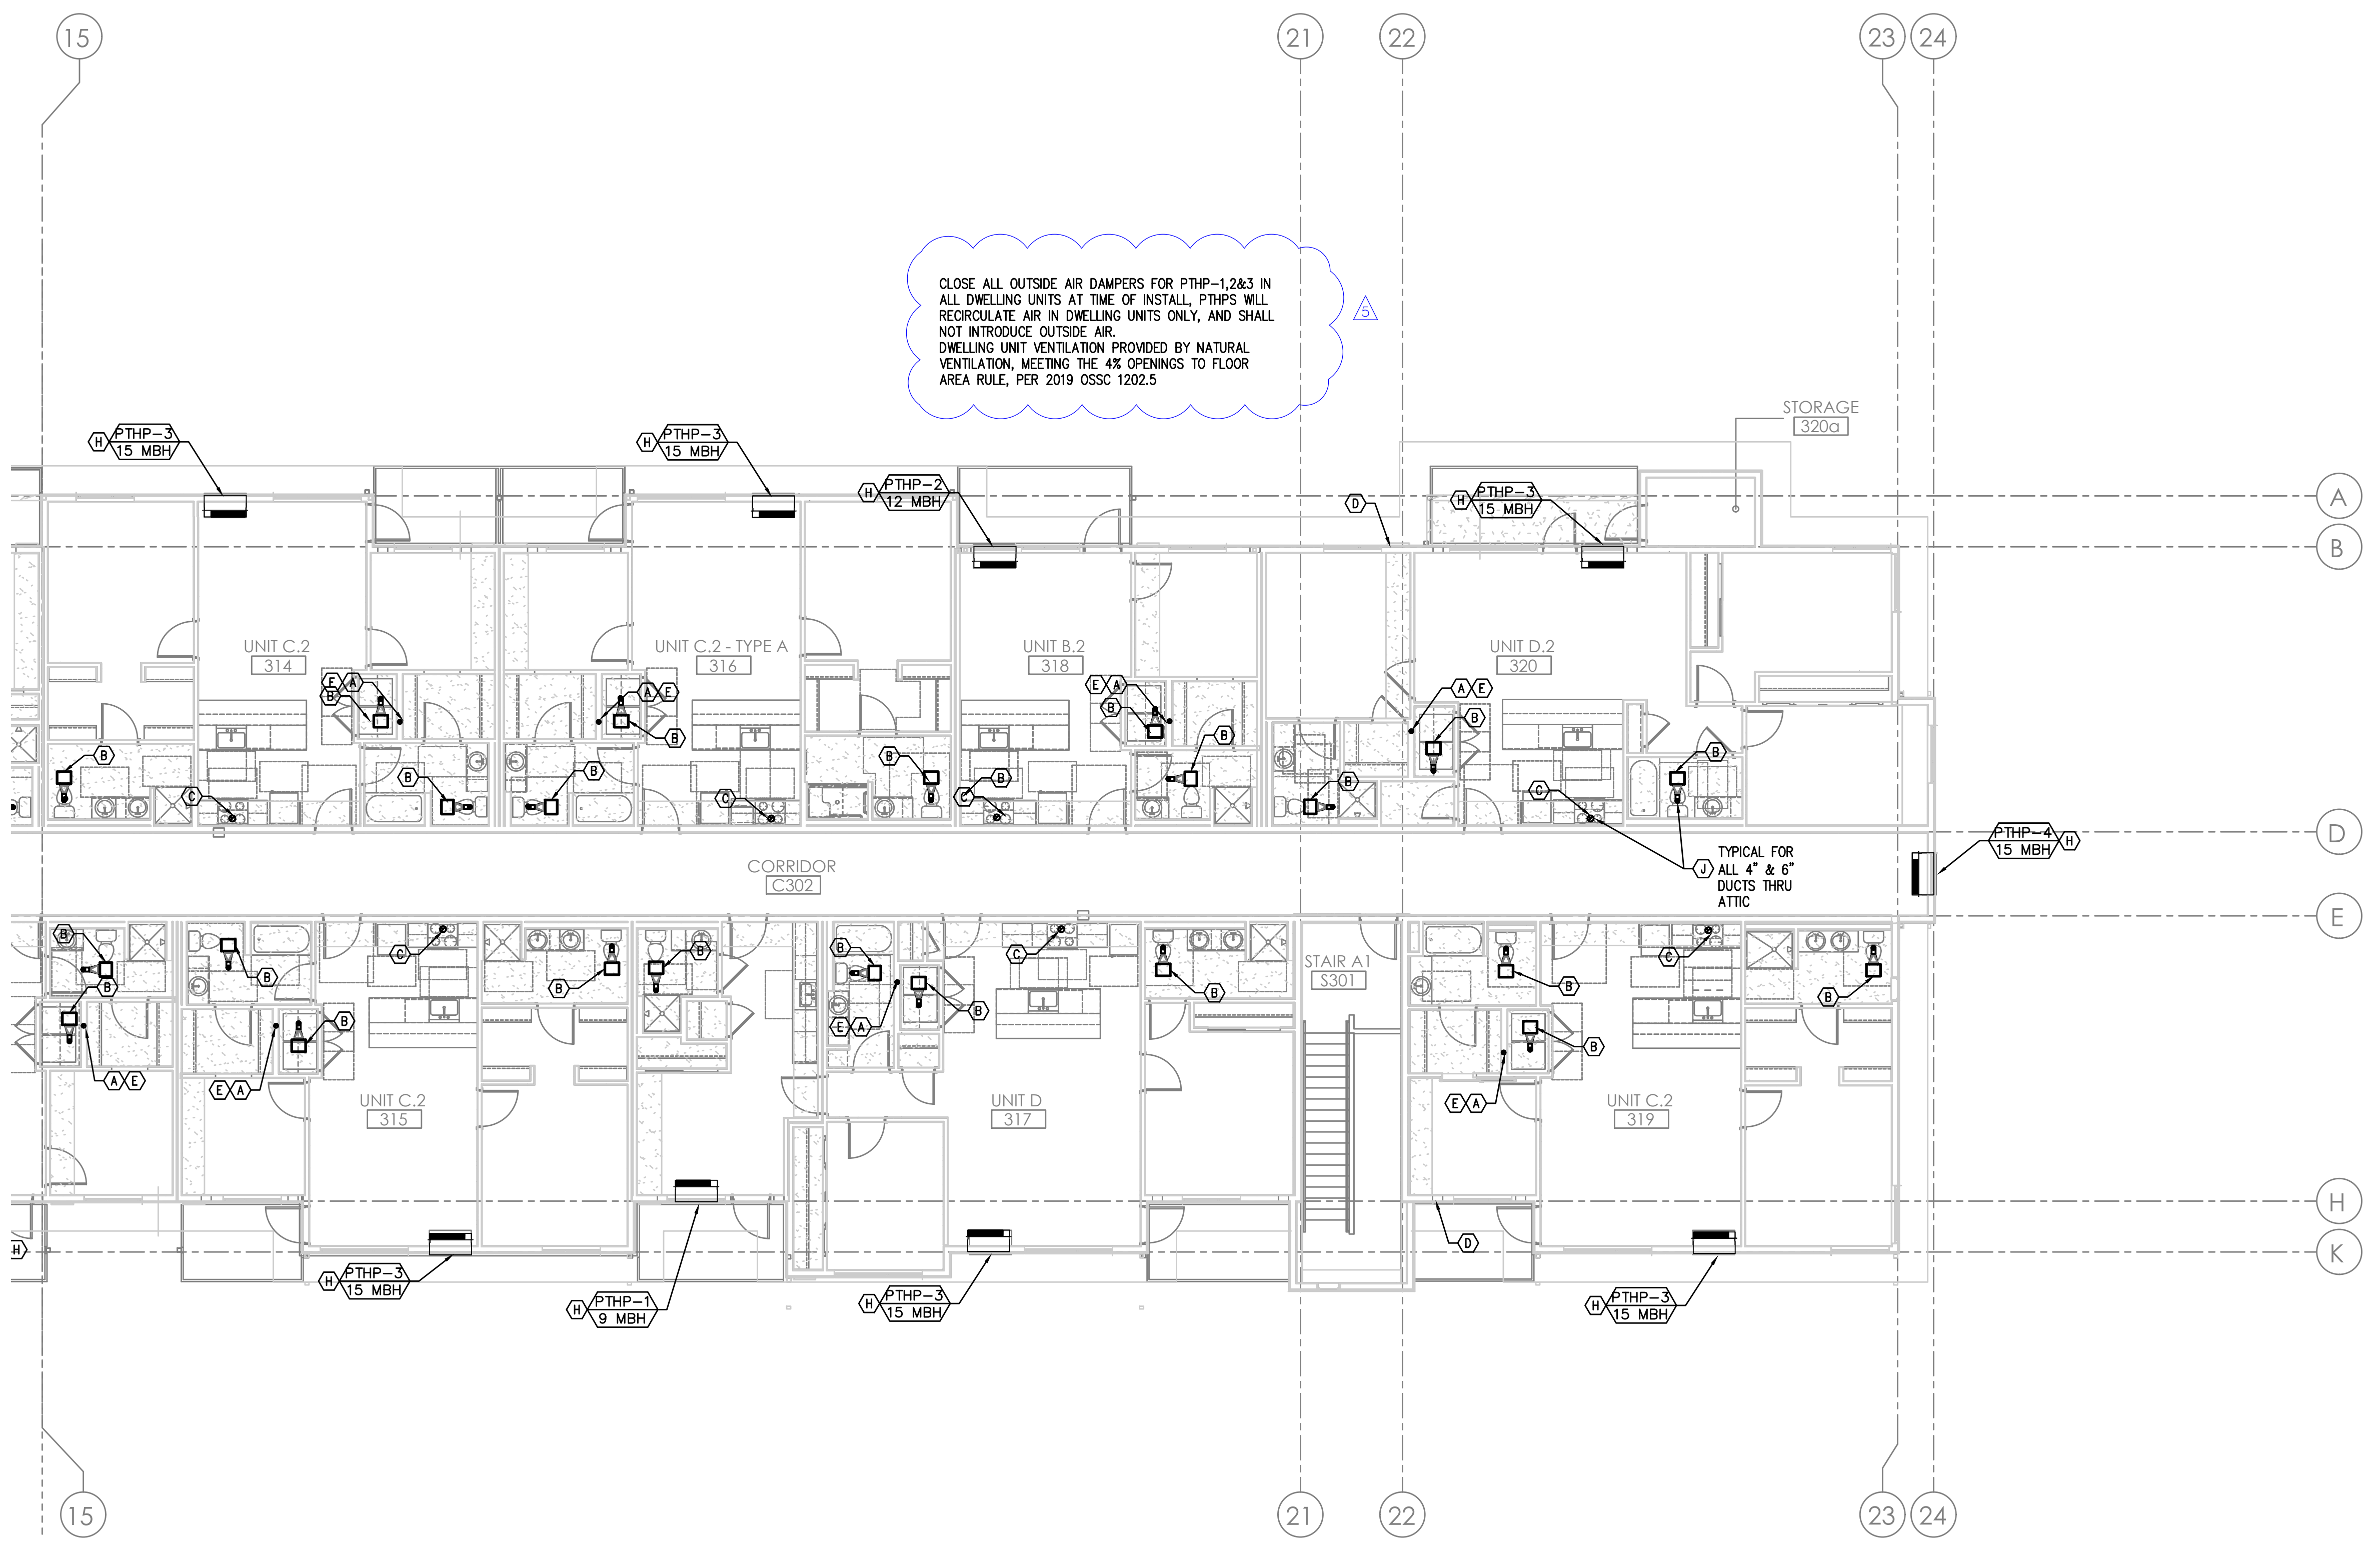 15
21
22
23
24
CLOSE ALL OUTSIDE AIR DAMPERS FOR PTHP-1,2&3 IN
ALL DWELLING UNITS AT TIME OF INSTALL, PTHPS WILL
RECIRCULATE AIR IN DWELLING UNITS ONLY, AND SHALL
NOT INTRODUCE OUTSIDE AIR.
DWELLING UNIT VENTILATION PROVIDED BY NATURAL
VENTILATION, MEETING THE 4% OPENINGS TO FLOOR
AREA RULE, PER 2019 OSSC 1202.5
5
STORAGE
320a
H PTHP-3
15 MBH
H PTHP-3
15 MBH
H PTHP-2
12 MBH
D
H PTHP-3
15 MBH
A
B
UNIT C.2
314
UNIT C.2 - TYPE A
316
UNIT B.2
318
UNIT D.2
320
E A
B
A E
B
E A
B
A E
B
B
B
B
B
B
B
B
B
C
C
C
C
CORRIDOR
C302
J TYPICAL FOR
ALL 4" & 6"
DUCTS THRU
ATTIC
PTHP-4 H
15 MBH
D
E
B
B
B
C
B
B
B
C
B
STAIR A1
S301
B
C
B
B
B
E A
B
A E
E A
E A
B
UNIT C.2
315
UNIT D
317
UNIT C.2
319
H
K
H
D
H PTHP-3
15 MBH
H PTHP-1
9 MBH
H PTHP-3
15 MBH
H PTHP-3
15 MBH
15
21
22
23
24